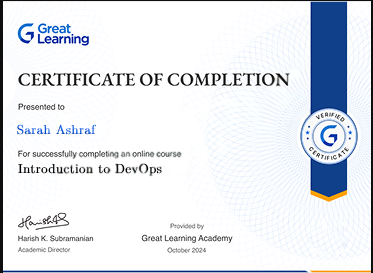 Great
Learning
CERTIFICATE OF COMPLETION
Presented to
Sarah Ashraf
For successfully completing an online course
Introduction to DevOps
VERIFIED
G
CERTIFICATE
Harish K. Subramanian
Academic Director
Provided by
Great Learning Academy
October 2024